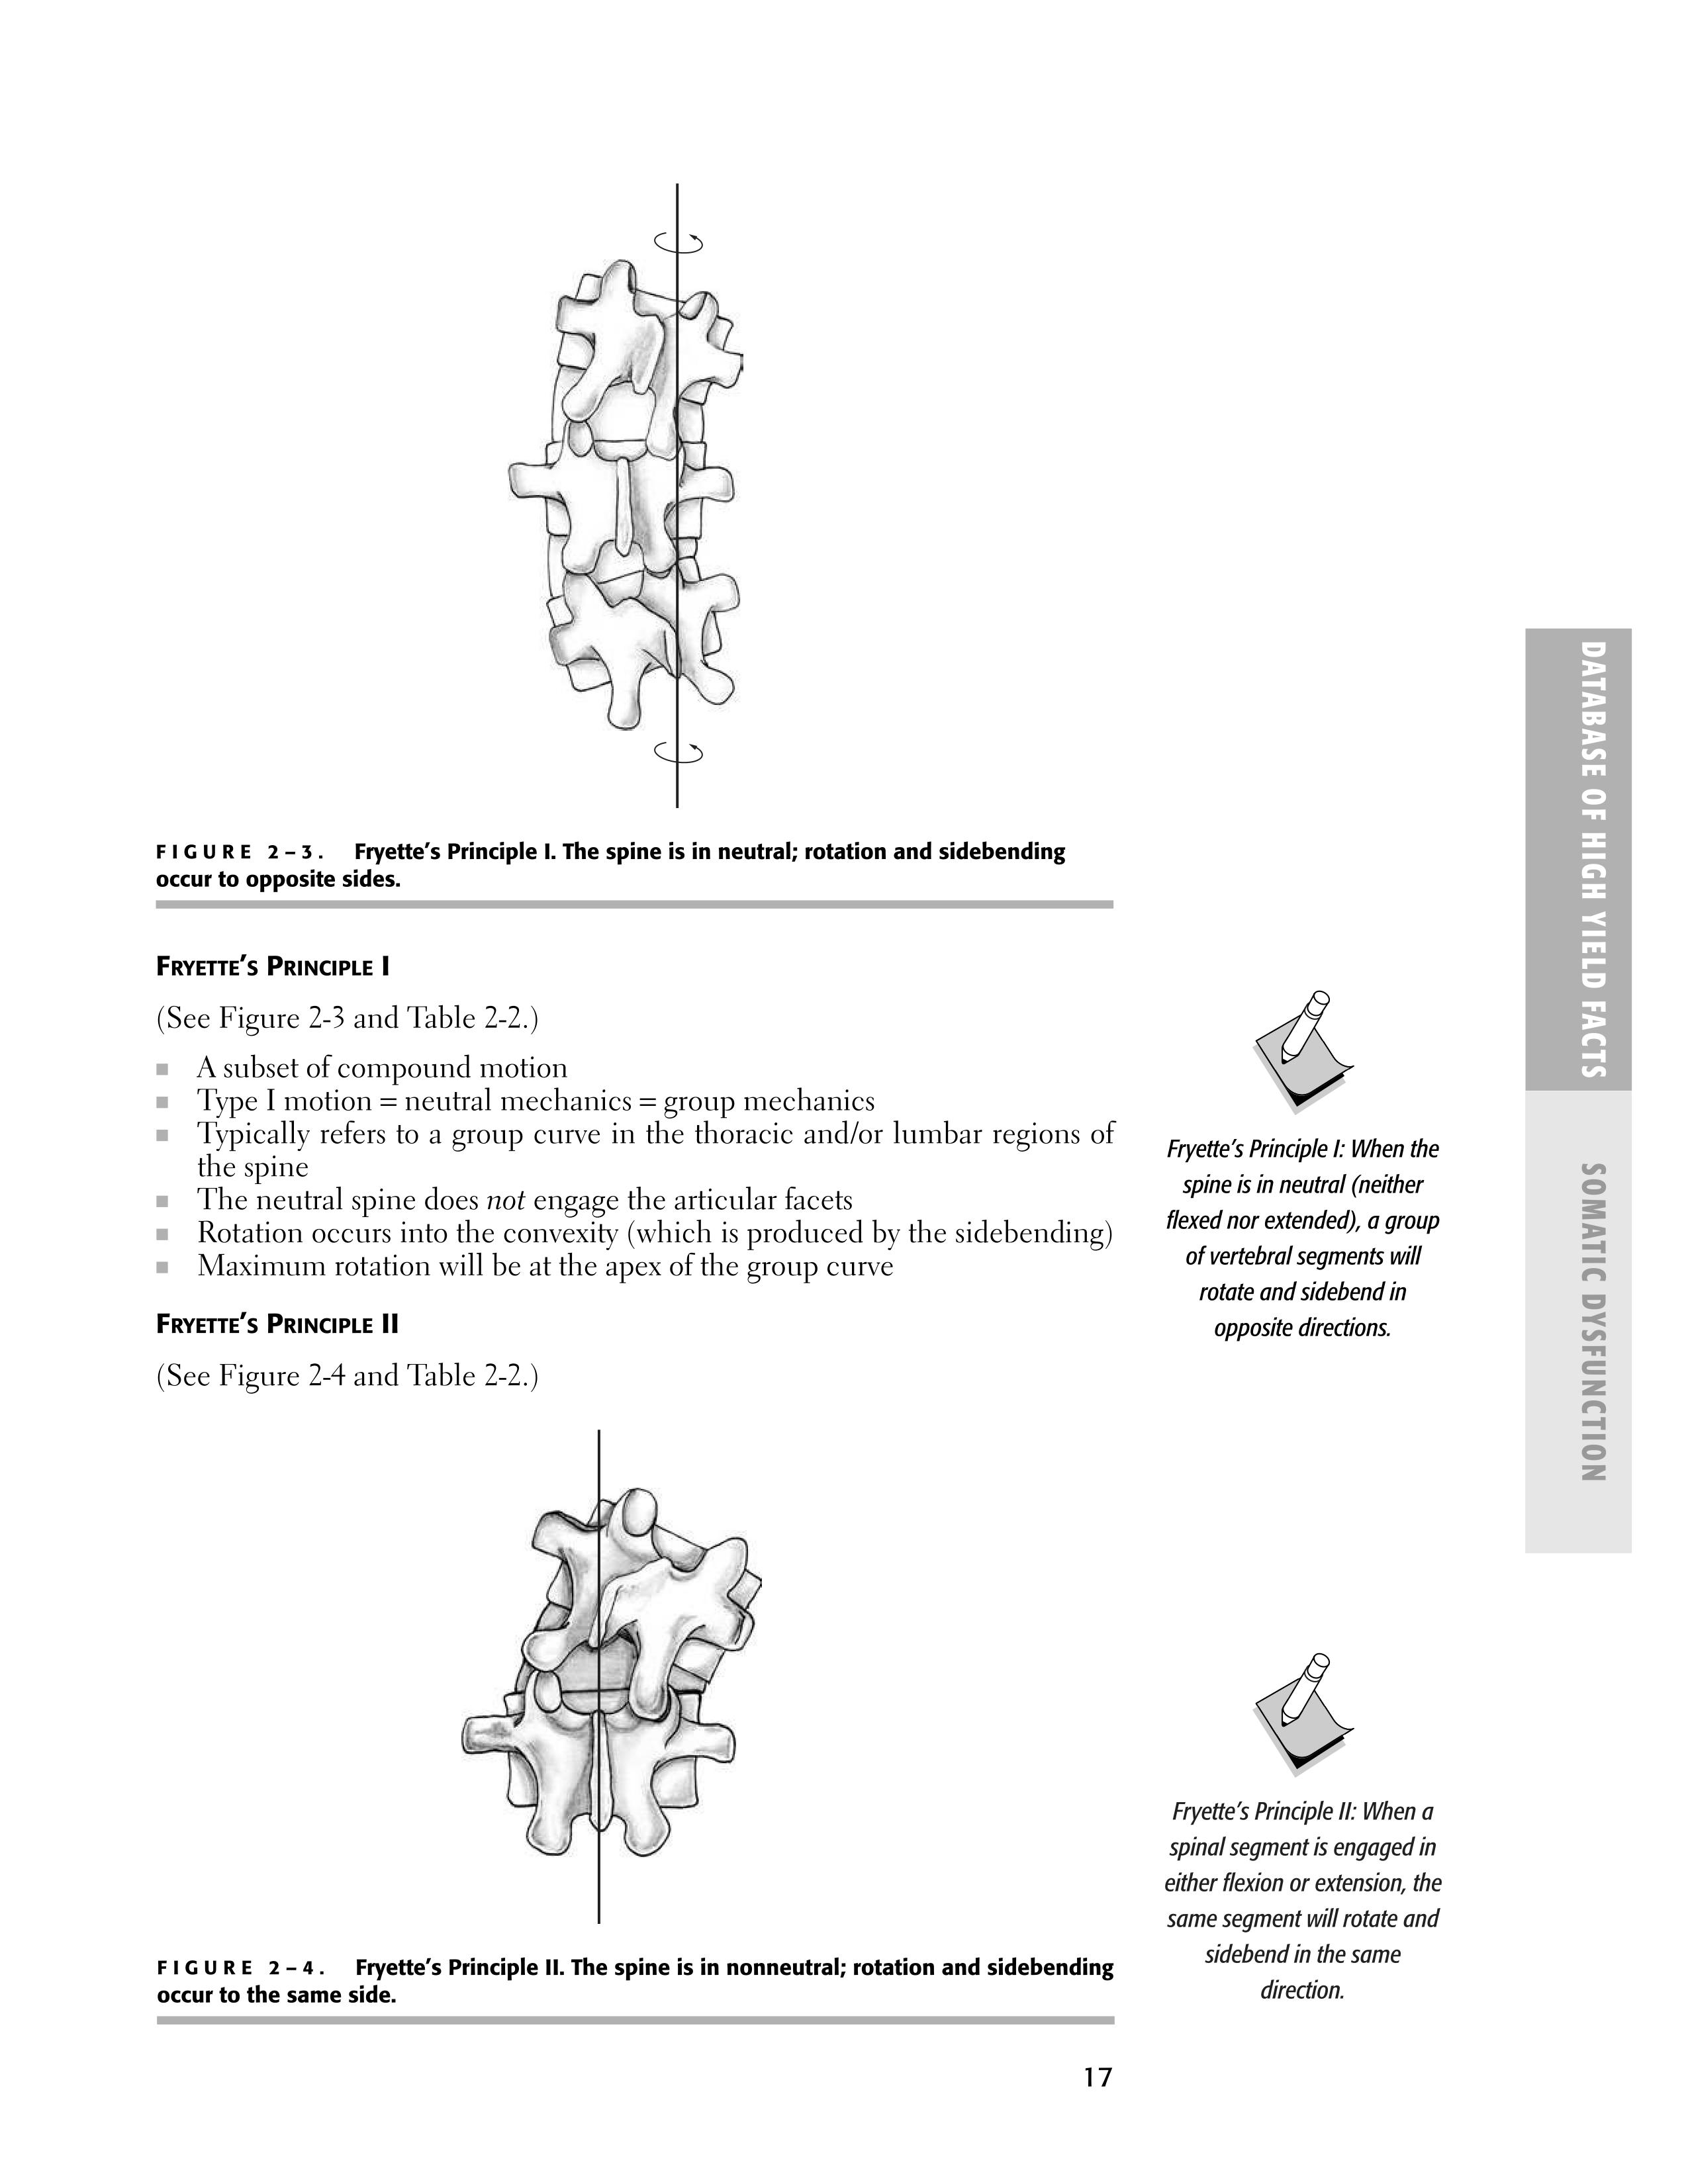 FIGURE 2–3. Fryette's Principle I. The spine is in neutral; rotation and sidebending
occur to opposite sides.
FRYETTE'S PRINCIPLE I
(See Figure 2-3 and Table 2-2.)
■ A subset of compound motion
■ Type I motion = neutral mechanics = group mechanics
■ Typically refers to a group curve in the thoracic and/or lumbar regions of
the spine
■ The neutral spine does not engage the articular facets
■ Rotation occurs into the convexity (which is produced by the sidebending)
■ Maximum rotation will be at the apex of the group curve
FRYETTE'S PRINCIPLE II
(See Figure 2-4 and Table 2-2.)
FIGURE 2–4. Fryette's Principle II. The spine is in nonneutral; rotation and sidebending
occur to the same side.
Fryette's Principle I: When the
spine is in neutral (neither
flexed nor extended), a group
of vertebral segments will
rotate and sidebend in
opposite directions.
Fryette's Principle II: When a
spinal segment is engaged in
either flexion or extension, the
same segment will rotate and
sidebend in the same
direction.
DATABASE OF HIGH YIELD FACTS
SOMATIC DYSFUNCTION
17